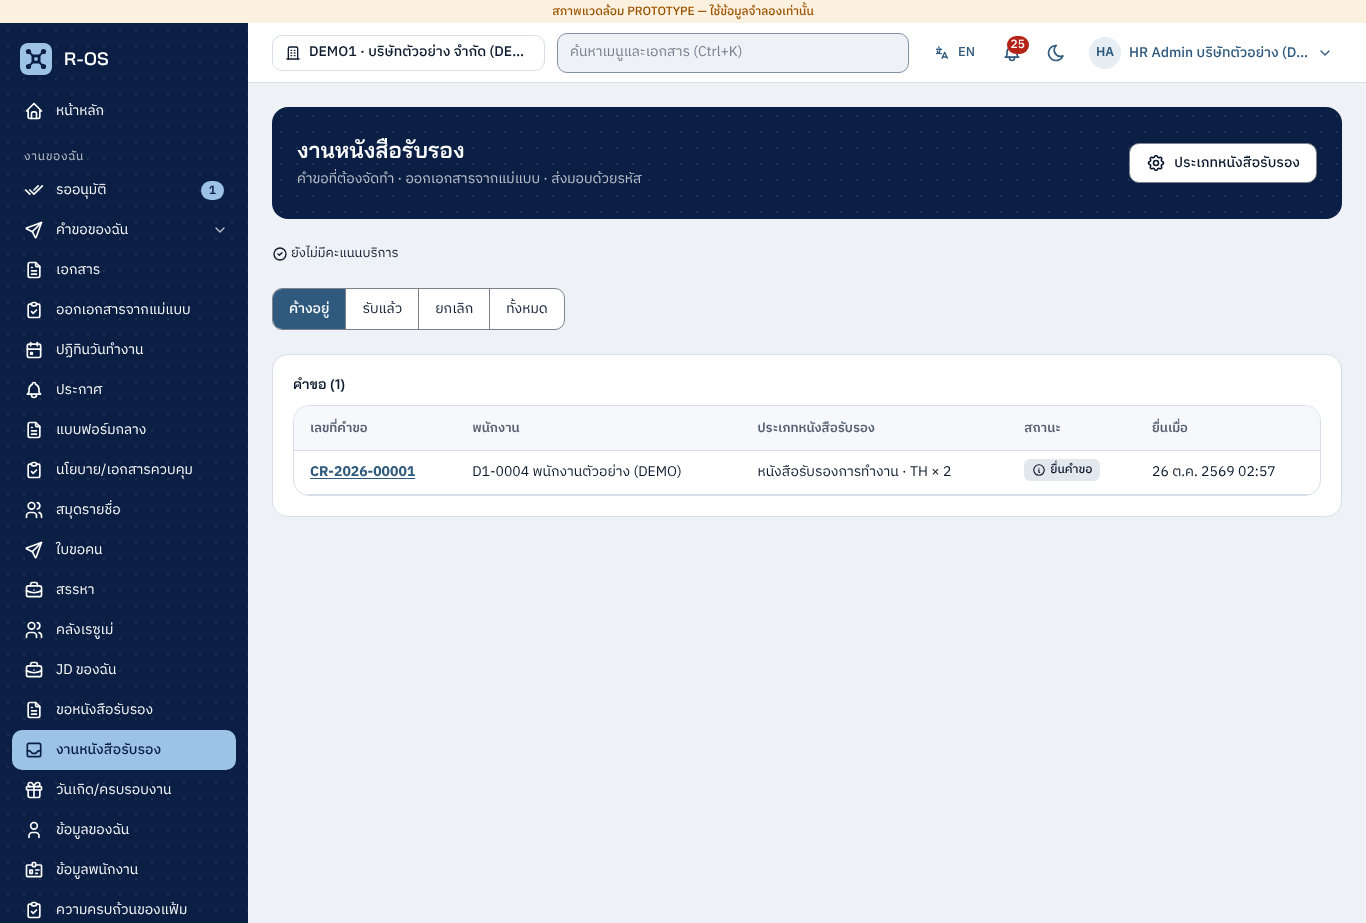 สภาพแวดล้อม PROTOTYPE — ใช้ข้อมูลจำลองเท่านั้น
R-OS
หน้าหลัก
งานของฉัน
รออนุมัติ 1
คำขอของฉัน
เอกสาร
ออกเอกสารจากแม่แบบ
ปฏิทินวันทำงาน
ประกาศ
แบบฟอร์มกลาง
นโยบาย/เอกสารควบคุม
สมุดรายชื่อ
ใบขอคน
สรรหา
คลังเรซูเม่
JD ของฉัน
ขอหนังสือรับรอง
งานหนังสือรับรอง
วันเกิด/ครบรอบงาน
ข้อมูลของฉัน
ข้อมูลพนักงาน
ความครบถ้วนของแฟ้ม
DEMO1 · บริษัทตัวอย่าง จำกัด (DE...
ค้นหาเมนูและเอกสาร (Ctrl+K)
EN
25
HA HR Admin บริษัทตัวอย่าง (D...
งานหนังสือรับรอง
คำขอที่ต้องจัดทำ · ออกเอกสารจากแม่แบบ · ส่งมอบด้วยรหัส
ประเภทหนังสือรับรอง
ยังไม่มีคะแนนบริการ
ค้างอยู่ รับแล้ว ยกเลิก ทั้งหมด
คำขอ (1)
เลขที่คำขอ พนักงาน ประเภทหนังสือรับรอง สถานะ ยื่นเมื่อ
CR-2026-00001 D1-0004 พนักงานตัวอย่าง (DEMO) หนังสือรับรองการทำงาน · TH × 2 ยื่นคำขอ 26 ต.ค. 2569 02:57